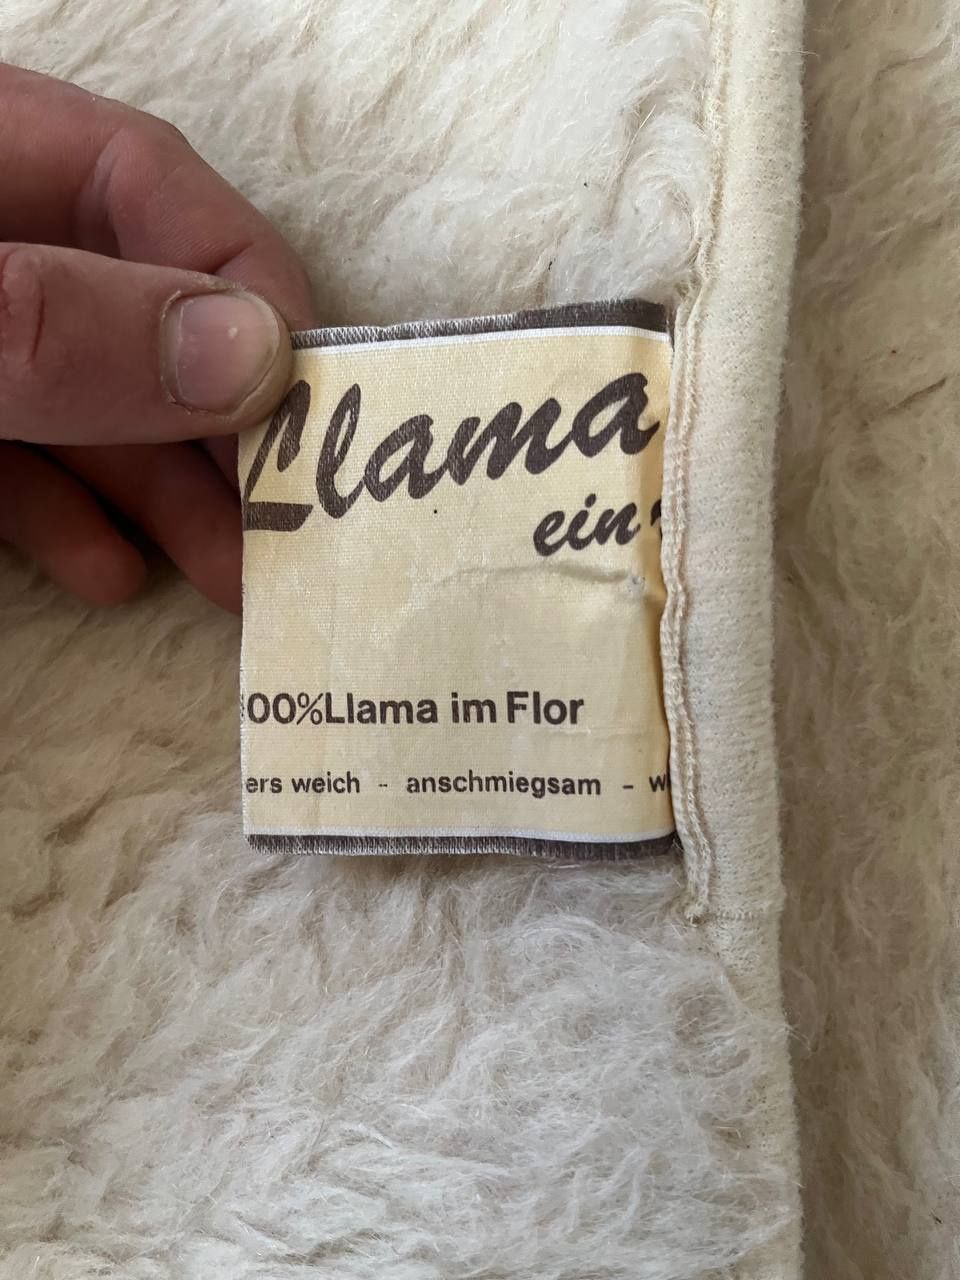 Llama
ein
00%Llama im Flor
ers weich - anschmiegsam - w